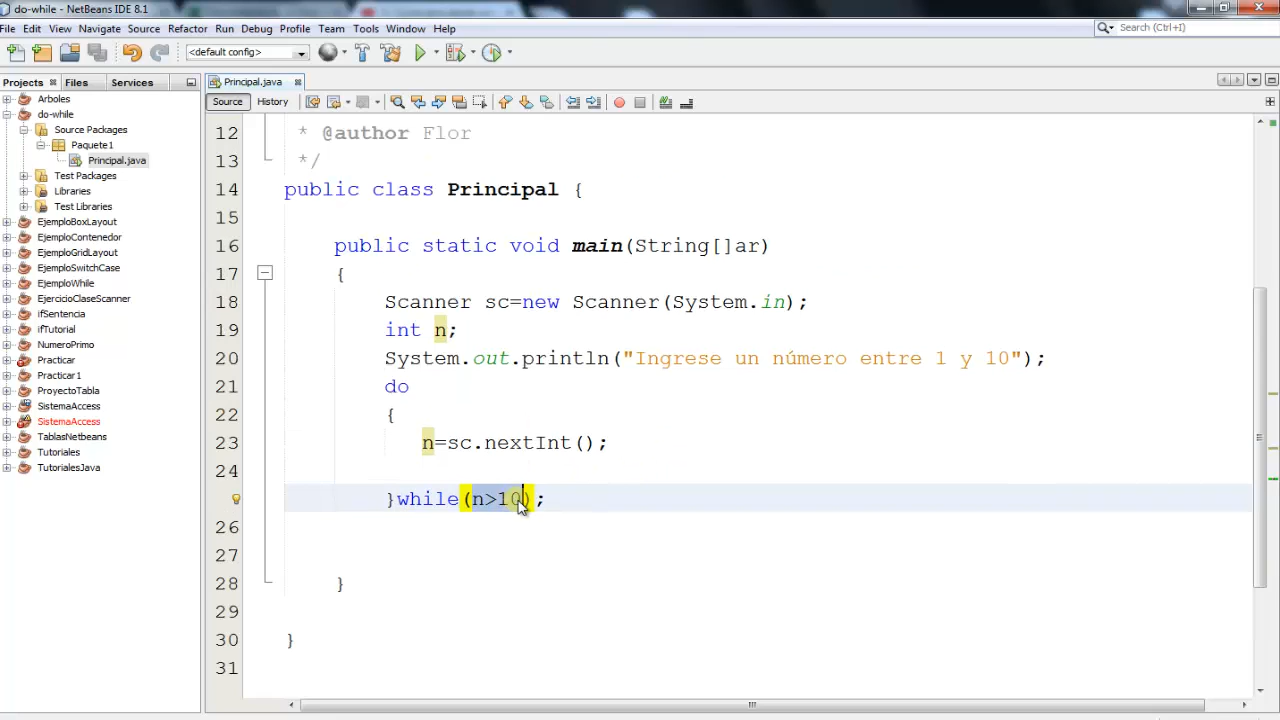 do-while - NetBeans IDE 8.1
File Edit View Navigate Source Refactor Run Debug Profile Team Tools Window Help
Search (Ctrl+I)
<default config>
Projects Files Services
Principal.java
Source History
Arboles
do-while
Source Packages
Paquete1
Principal.java
Test Packages
Libraries
Test Libraries
EjemploBoxLayout
EjemploContenedor
EjemploGridLayout
EjemploSwitchCase
EjemploWhile
EjercicioClaseScanner
ifSentencia
ifTutorial
NumeroPrimo
Practicar
Practicar1
ProyectoTabla
SistemaAccess
SistemaAccess
TablasNetbeans
Tutoriales
TutorialesJava
12 * @author Flor
13 */
14 public class Principal {
15
16 public static void main(String[]ar)
17 {
18 Scanner sc=new Scanner(System.in);
19 int n;
20 System.out.println("Ingrese un número entre 1 y 10");
21 do
22 {
23 n=sc.nextInt();
24
}while(n>10);
26
27
28 }
29
30 }
31